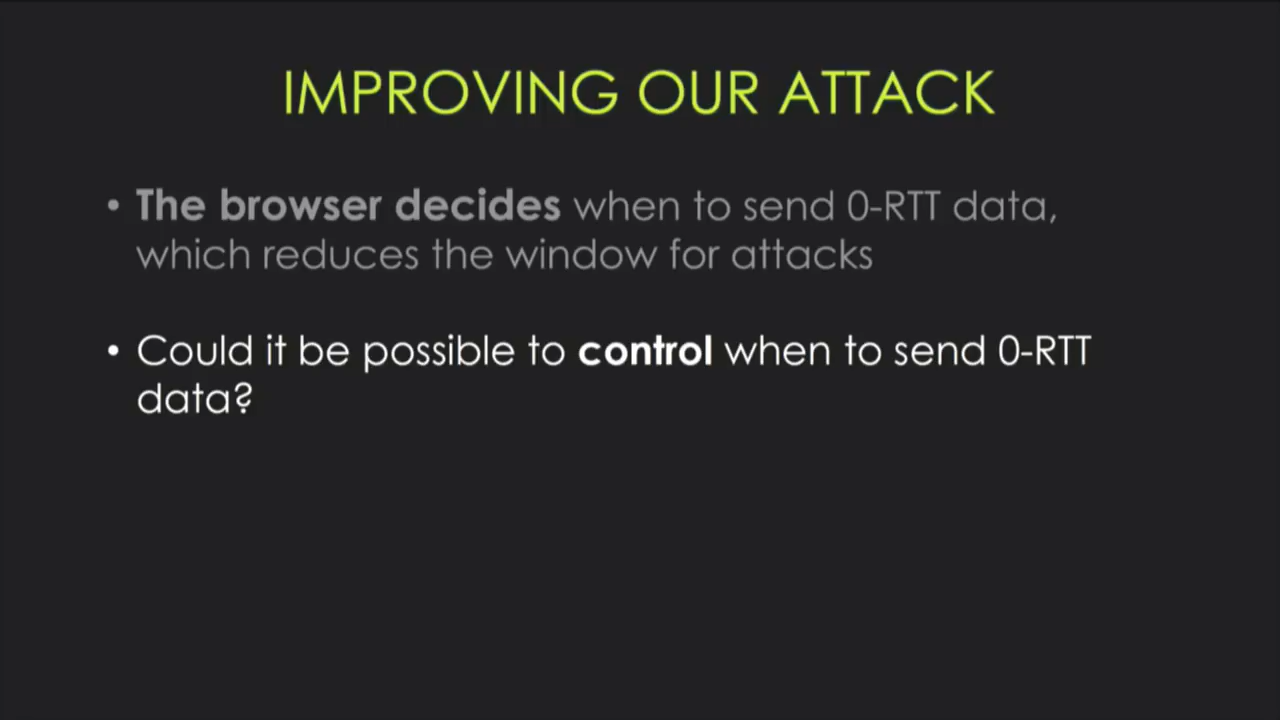 IMPROVING OUR ATTACK
• The browser decides when to send 0-RTT data,
which reduces the window for attacks
• Could it be possible to control when to send 0-RTT
data?